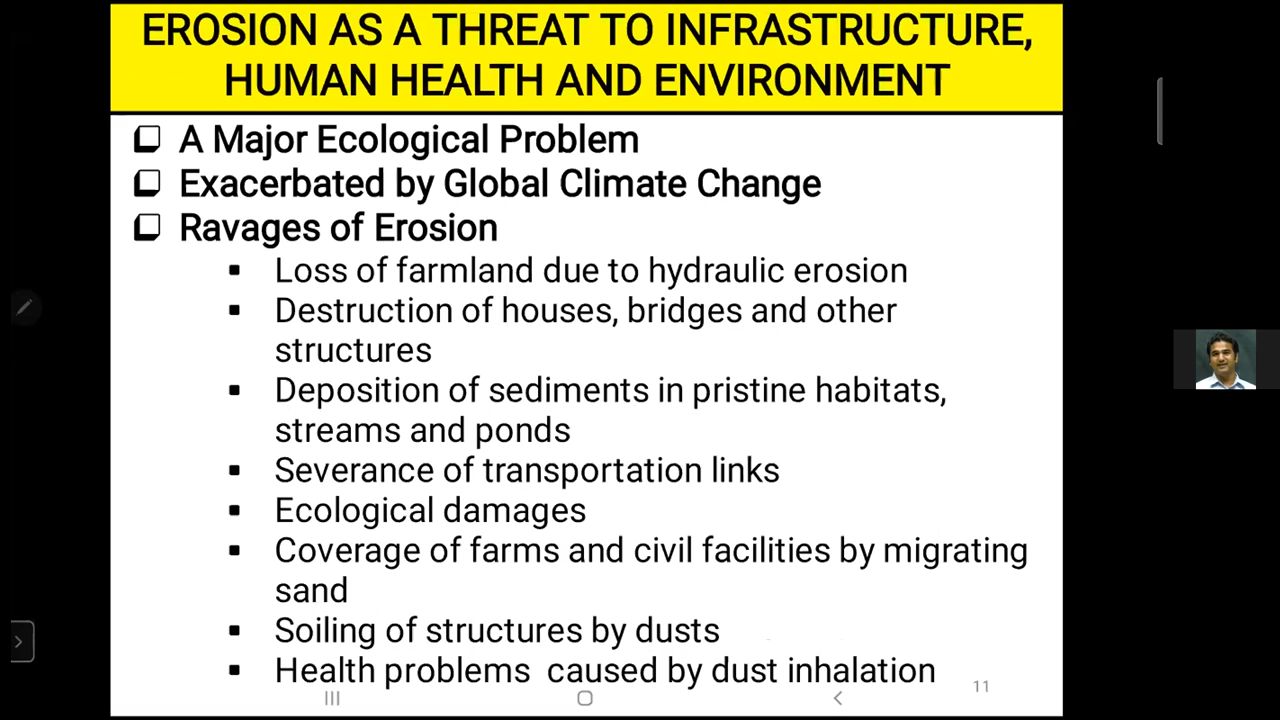 EROSION AS A THREAT TO INFRASTRUCTURE,
HUMAN HEALTH AND ENVIRONMENT
A Major Ecological Problem
Exacerbated by Global Climate Change
Ravages of Erosion
Loss of farmland due to hydraulic erosion
Destruction of houses, bridges and other
structures
Deposition of sediments in pristine habitats,
streams and ponds
Severance of transportation links
Ecological damages
Coverage of farms and civil facilities by migrating
sand
Soiling of structures by dusts
Health problems  caused by dust inhalation
11